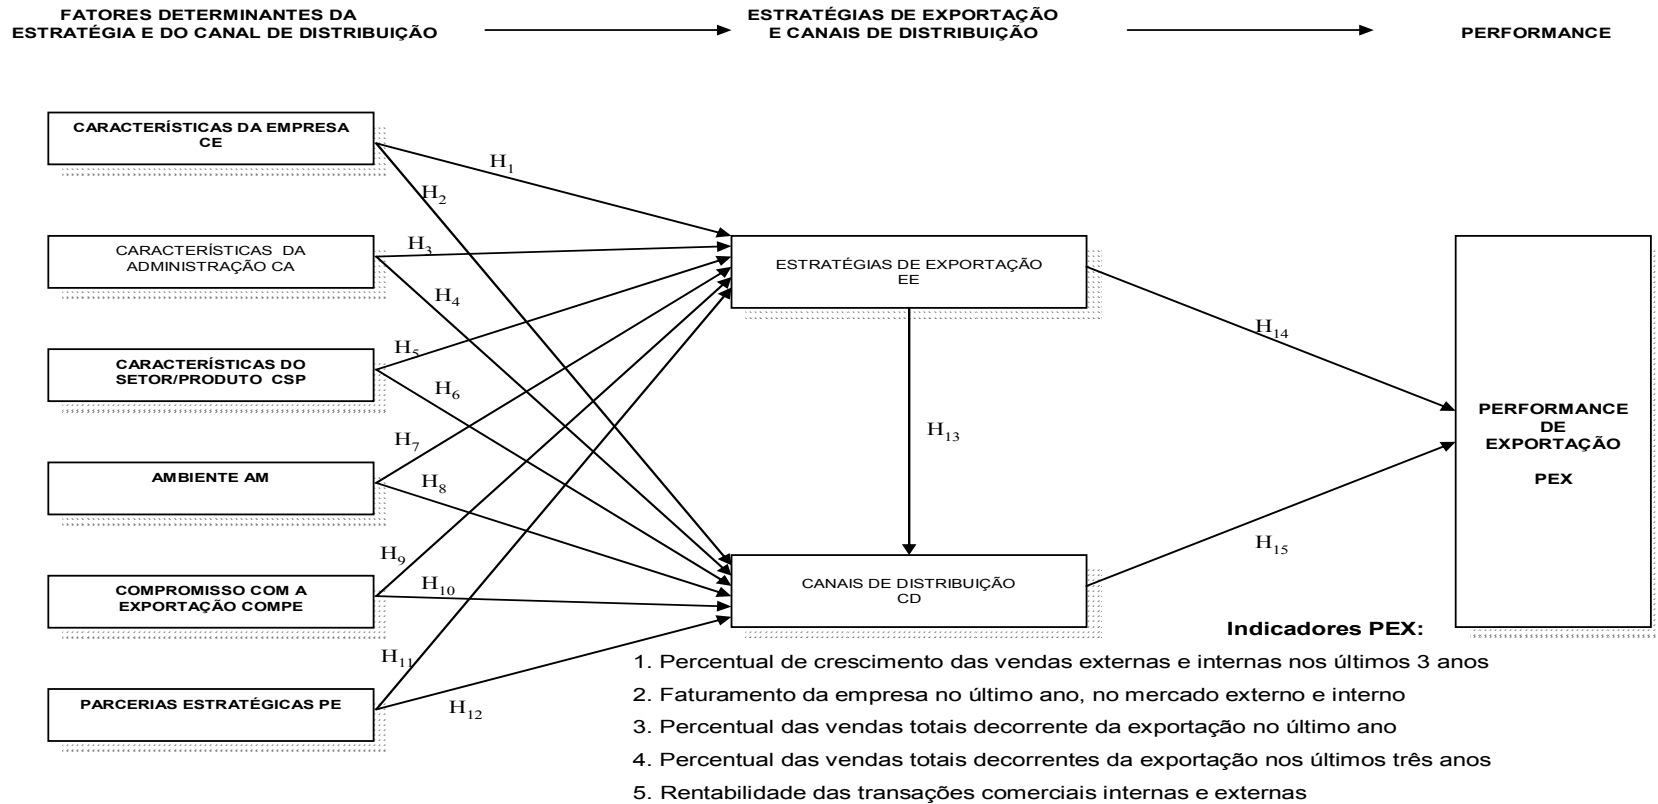 FATORES DETERMINANTES DA
ESTRATÉGIA E DO CANAL DE DISTRIBUIÇÃO
ESTRATÉGIAS DE EXPORTAÇÃO
E CANAIS DE DISTRIBUIÇÃO
PERFORMANCE
CARACTERÍSTICAS DA EMPRESA
CE
CARACTERÍSTICAS DA
ADMINISTRAÇÃO CA
CARACTERÍSTICAS DO
SETOR/PRODUTO CSP
AMBIENTE AM
COMPROMISSO COM A
EXPORTAÇÃO COMPE
PARCERIAS ESTRATÉGICAS PE
H1
H2
H3
H4
H5
H6
H7
H8
H9
H10
H11
H12
ESTRATÉGIAS DE EXPORTAÇÃO
EE
H13
CANAIS DE DISTRIBUIÇÃO
CD
H14
H15
PERFORMANCE
DE
EXPORTAÇÃO
PEX
Indicadores PEX:
1. Percentual de crescimento das vendas externas e internas nos últimos 3 anos
2. Faturamento da empresa no último ano, no mercado externo e interno
3. Percentual das vendas totais decorrente da exportação no último ano
4. Percentual das vendas totais decorrentes da exportação nos últimos três anos
5. Rentabilidade das transações comerciais internas e externas